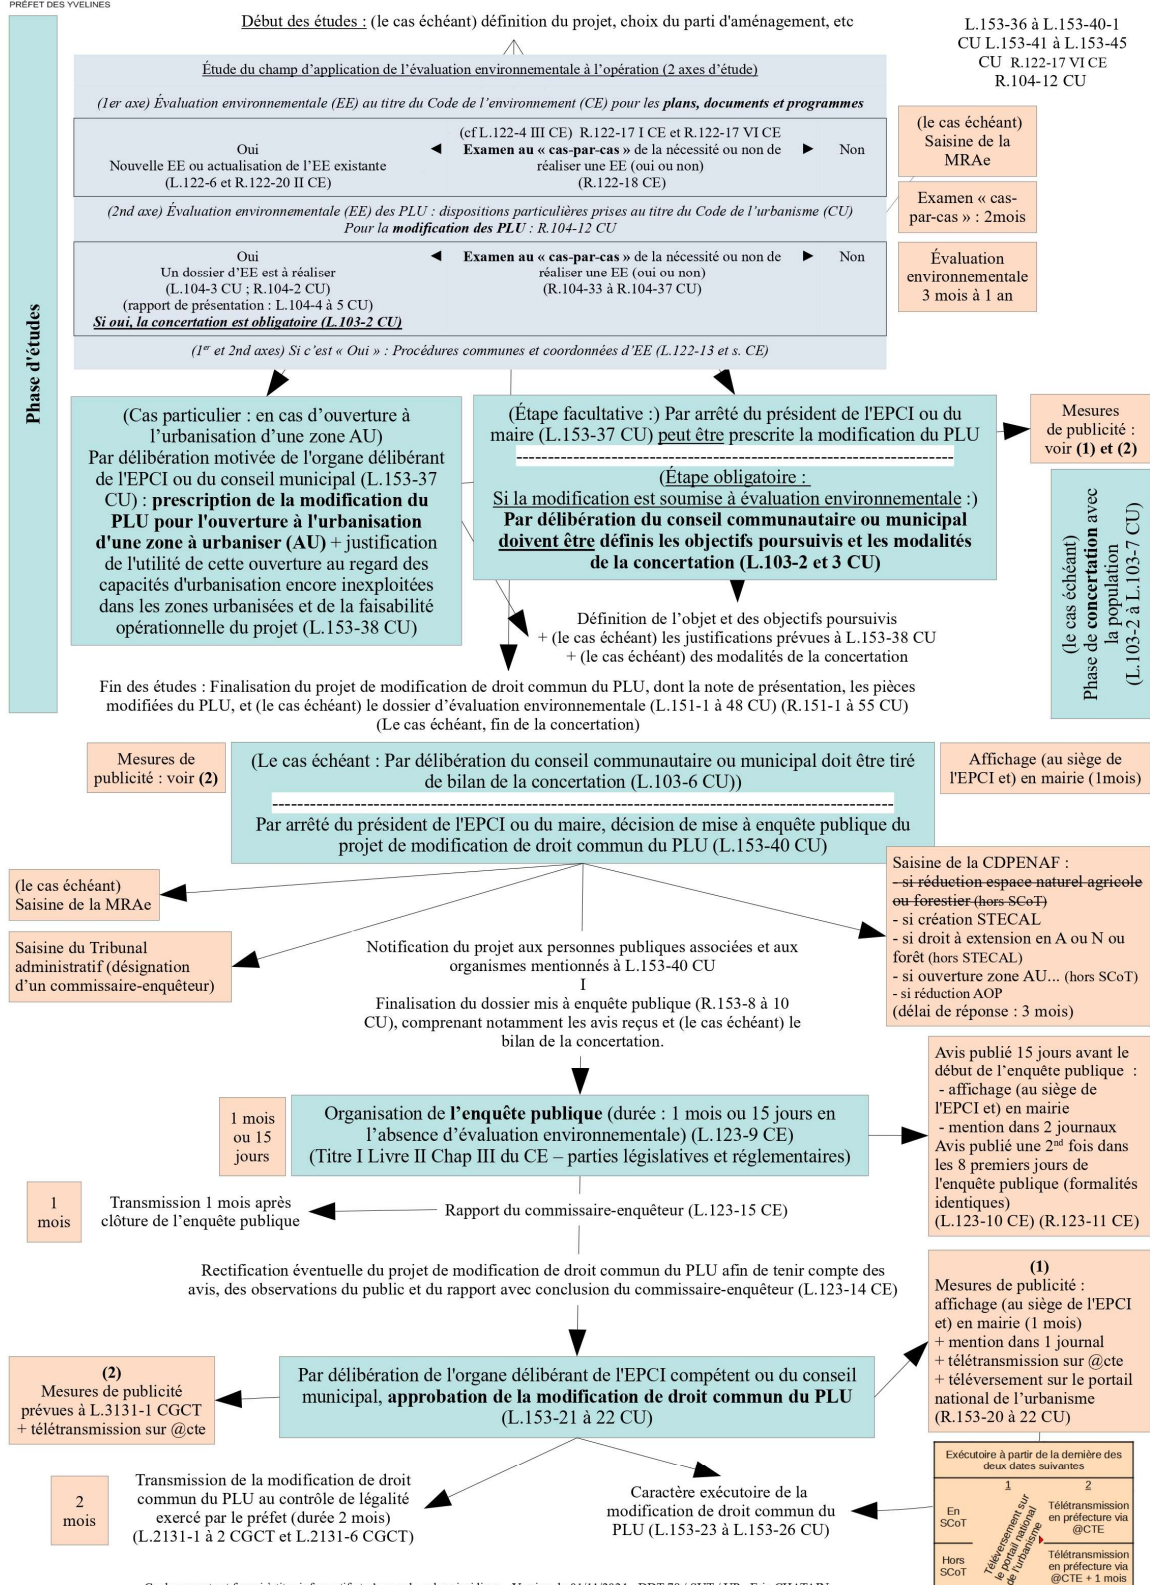 PRÉFET DES YVELINES
Début des études : (le cas échéant) définition du projet, choix du parti d'aménagement, etc
L.153-36 à L.153-40-1
CU L.153-41 à L.153-45
CU R.122-17 VI CE
R.104-12 CU
Phase d'études
Étude du champ d'application de l'évaluation environnementale à l'opération (2 axes d'étude)
(1er axe) Évaluation environnementale (EE) au titre du Code de l'environnement (CE) pour les plans, documents et programmes
Oui
Nouvelle EE ou actualisation de l'EE existante
(L.122-6 et R.122-20 II CE)
(cf L.122-4 III CE) R.122-17 I CE et R.122-17 VI CE
Examen au « cas-par-cas » de la nécessité ou non de
réaliser une EE (oui ou non)
(R.122-18 CE)
Non
(2nd axe) Évaluation environnementale (EE) des PLU : dispositions particulières prises au titre du Code de l'urbanisme (CU)
Pour la modification des PLU : R.104-12 CU
Oui
Un dossier d'EE est à réaliser
(L.104-3 CU ; R.104-2 CU)
(rapport de présentation : L.104-4 à 5 CU)
Si oui, la concertation est obligatoire (L.103-2 CU)
Examen au « cas-par-cas » de la nécessité ou non de
réaliser une EE (oui ou non)
(R.104-33 à R.104-37 CU)
Non
(1er et 2nd axes) Si c'est « Oui » : Procédures communes et coordonnées d'EE (L.122-13 et s. CE)
(le cas échéant)
Saisine de la
MRAe
Examen « cas-
par-cas » : 2mois
Évaluation
environnementale
3 mois à 1 an
(Cas particulier : en cas d'ouverture à
l'urbanisation d'une zone AU)
Par délibération motivée de l'organe délibérant
de l'EPCI ou du conseil municipal (L.153-37
CU) : prescription de la modification du
PLU pour l'ouverture à l'urbanisation
d'une zone à urbaniser (AU) + justification
de l'utilité de cette ouverture au regard des
capacités d'urbanisation encore inexploitées
dans les zones urbanisées et de la faisabilité
opérationnelle du projet (L.153-38 CU)
(Étape facultative :) Par arrêté du président de l'EPCI ou du
maire (L.153-37 CU) peut être prescrite la modification du PLU
(Étape obligatoire :
Si la modification est soumise à évaluation environnementale :)
Par délibération du conseil communautaire ou municipal
doivent être définis les objectifs poursuivis et les modalités
de la concertation (L.103-2 et 3 CU)
Mesures
de publicité :
voir (1) et (2)
(le cas échéant)
Phase de concertation avec
la population
(L.103-2 à L.103-7 CU)
Définition de l'objet et des objectifs poursuivis
+ (le cas échéant) les justifications prévues à L.153-38 CU
+ (le cas échéant) des modalités de la concertation
Fin des études : Finalisation du projet de modification de droit commun du PLU, dont la note de présentation, les pièces
modifiées du PLU, et (le cas échéant) le dossier d'évaluation environnementale (L.151-1 à 48 CU) (R.151-1 à 55 CU)
(Le cas échéant, fin de la concertation)
Mesures de
publicité : voir (2)
(Le cas échéant : Par délibération du conseil communautaire ou municipal doit être tiré
de bilan de la concertation (L.103-6 CU))
Par arrêté du président de l'EPCI ou du maire, décision de mise à enquête publique du
projet de modification de droit commun du PLU (L.153-40 CU)
Affichage (au siège de
l'EPCI et) en mairie (1mois)
(le cas échéant)
Saisine de la MRAe
Saisine du Tribunal
administratif (désignation
d'un commissaire-enquêteur)
Notification du projet aux personnes publiques associées et aux
organismes mentionnés à L.153-40 CU
I
Finalisation du dossier mis à enquête publique (R.153-8 à 10
CU), comprenant notamment les avis reçus et (le cas échéant) le
bilan de la concertation.
Saisine de la CDPENAF :
- si réduction espace naturel agricole
ou forestier (hors SCoT)
- si création STECAL
- si droit à extension en A ou N ou
forêt (hors STECAL)
- si ouverture zone AU... (hors SCoT)
- si réduction AOP
(délai de réponse : 3 mois)
1 mois
ou 15
jours
Organisation de l'enquête publique (durée : 1 mois ou 15 jours en
l'absence d'évaluation environnementale) (L.123-9 CE)
(Titre I Livre II Chap III du CE – parties législatives et réglementaires)
Avis publié 15 jours avant le
début de l'enquête publique :
- affichage (au siège de
l'EPCI et) en mairie
- mention dans 2 journaux
Avis publié une 2nd fois dans
les 8 premiers jours de
l'enquête publique (formalités
identiques)
(L.123-10 CE) (R.123-11 CE)
1
mois
Transmission 1 mois après
clôture de l'enquête publique
Rapport du commissaire-enquêteur (L.123-15 CE)
Rectification éventuelle du projet de modification de droit commun du PLU afin de tenir compte des
avis, des observations du public et du rapport avec conclusion du commissaire-enquêteur (L.123-14 CE)
(1)
Mesures de publicité :
affichage (au siège de l'EPCI
et) en mairie (1 mois)
+ mention dans 1 journal
+ télétransmission sur @cte
+ téléversement sur le portail
national de l'urbanisme
(R.153-20 à 22 CU)
(2)
Mesures de publicité
prévues à L.3131-1 CGCT
+ télétransmission sur @cte
Par délibération de l'organe délibérant de l'EPCI compétent ou du conseil
municipal, approbation de la modification de droit commun du PLU
(L.153-21 à 22 CU)
2
mois
Transmission de la modification de droit
commun du PLU au contrôle de légalité
exercé par le préfet (durée 2 mois)
(L.2131-1 à 2 CGCT et L.2131-6 CGCT)
Caractère exécutoire de la
modification de droit commun du
PLU (L.153-23 à L.153-26 CU)
Exécutoire à partir de la dernière des
deux dates suivantes
1
2
En
SCoT
Téléversement sur
le portail national
de l'urbanisme
Télétransmission
en préfecture via
@CTE
Hors
SCoT
Télétransmission
en préfecture via
@CTE + 1 mois